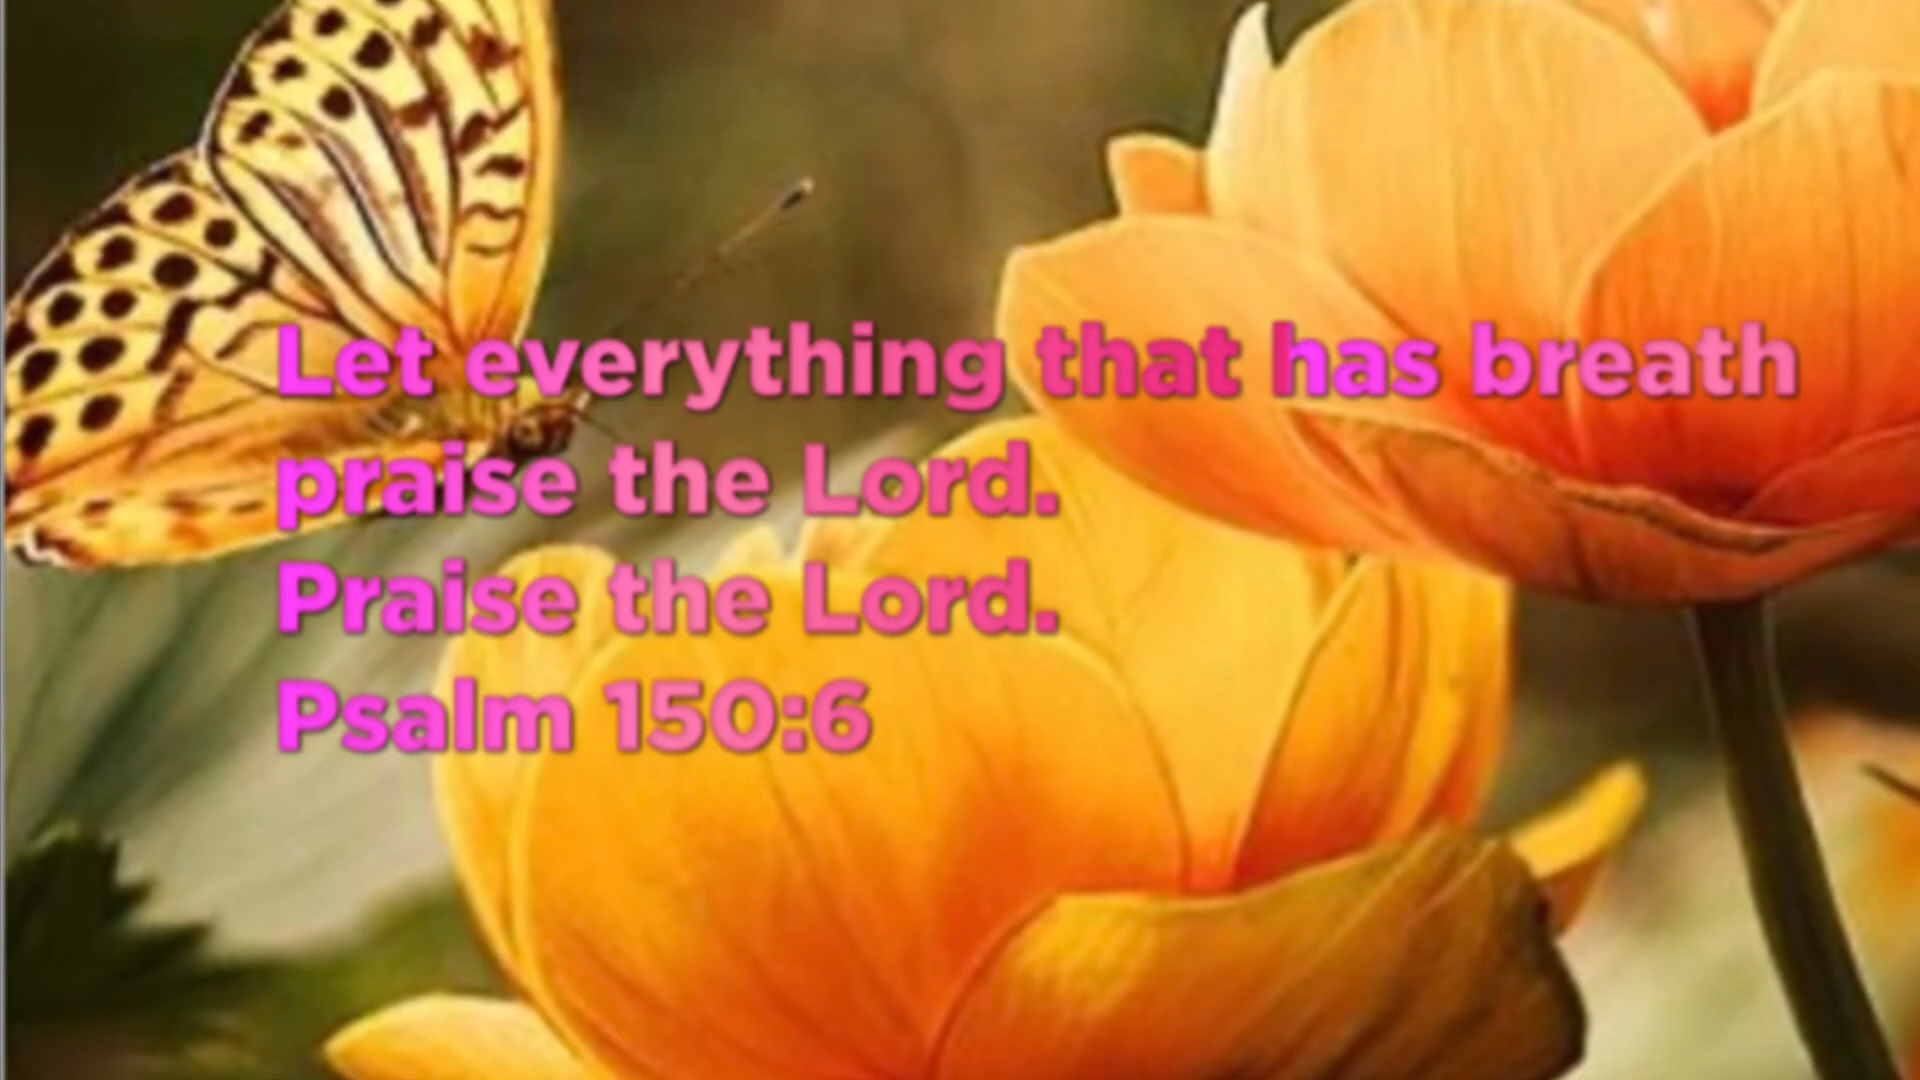 Let everything that has breath
praise the Lord.
Praise the Lord.
Psalm 150:6